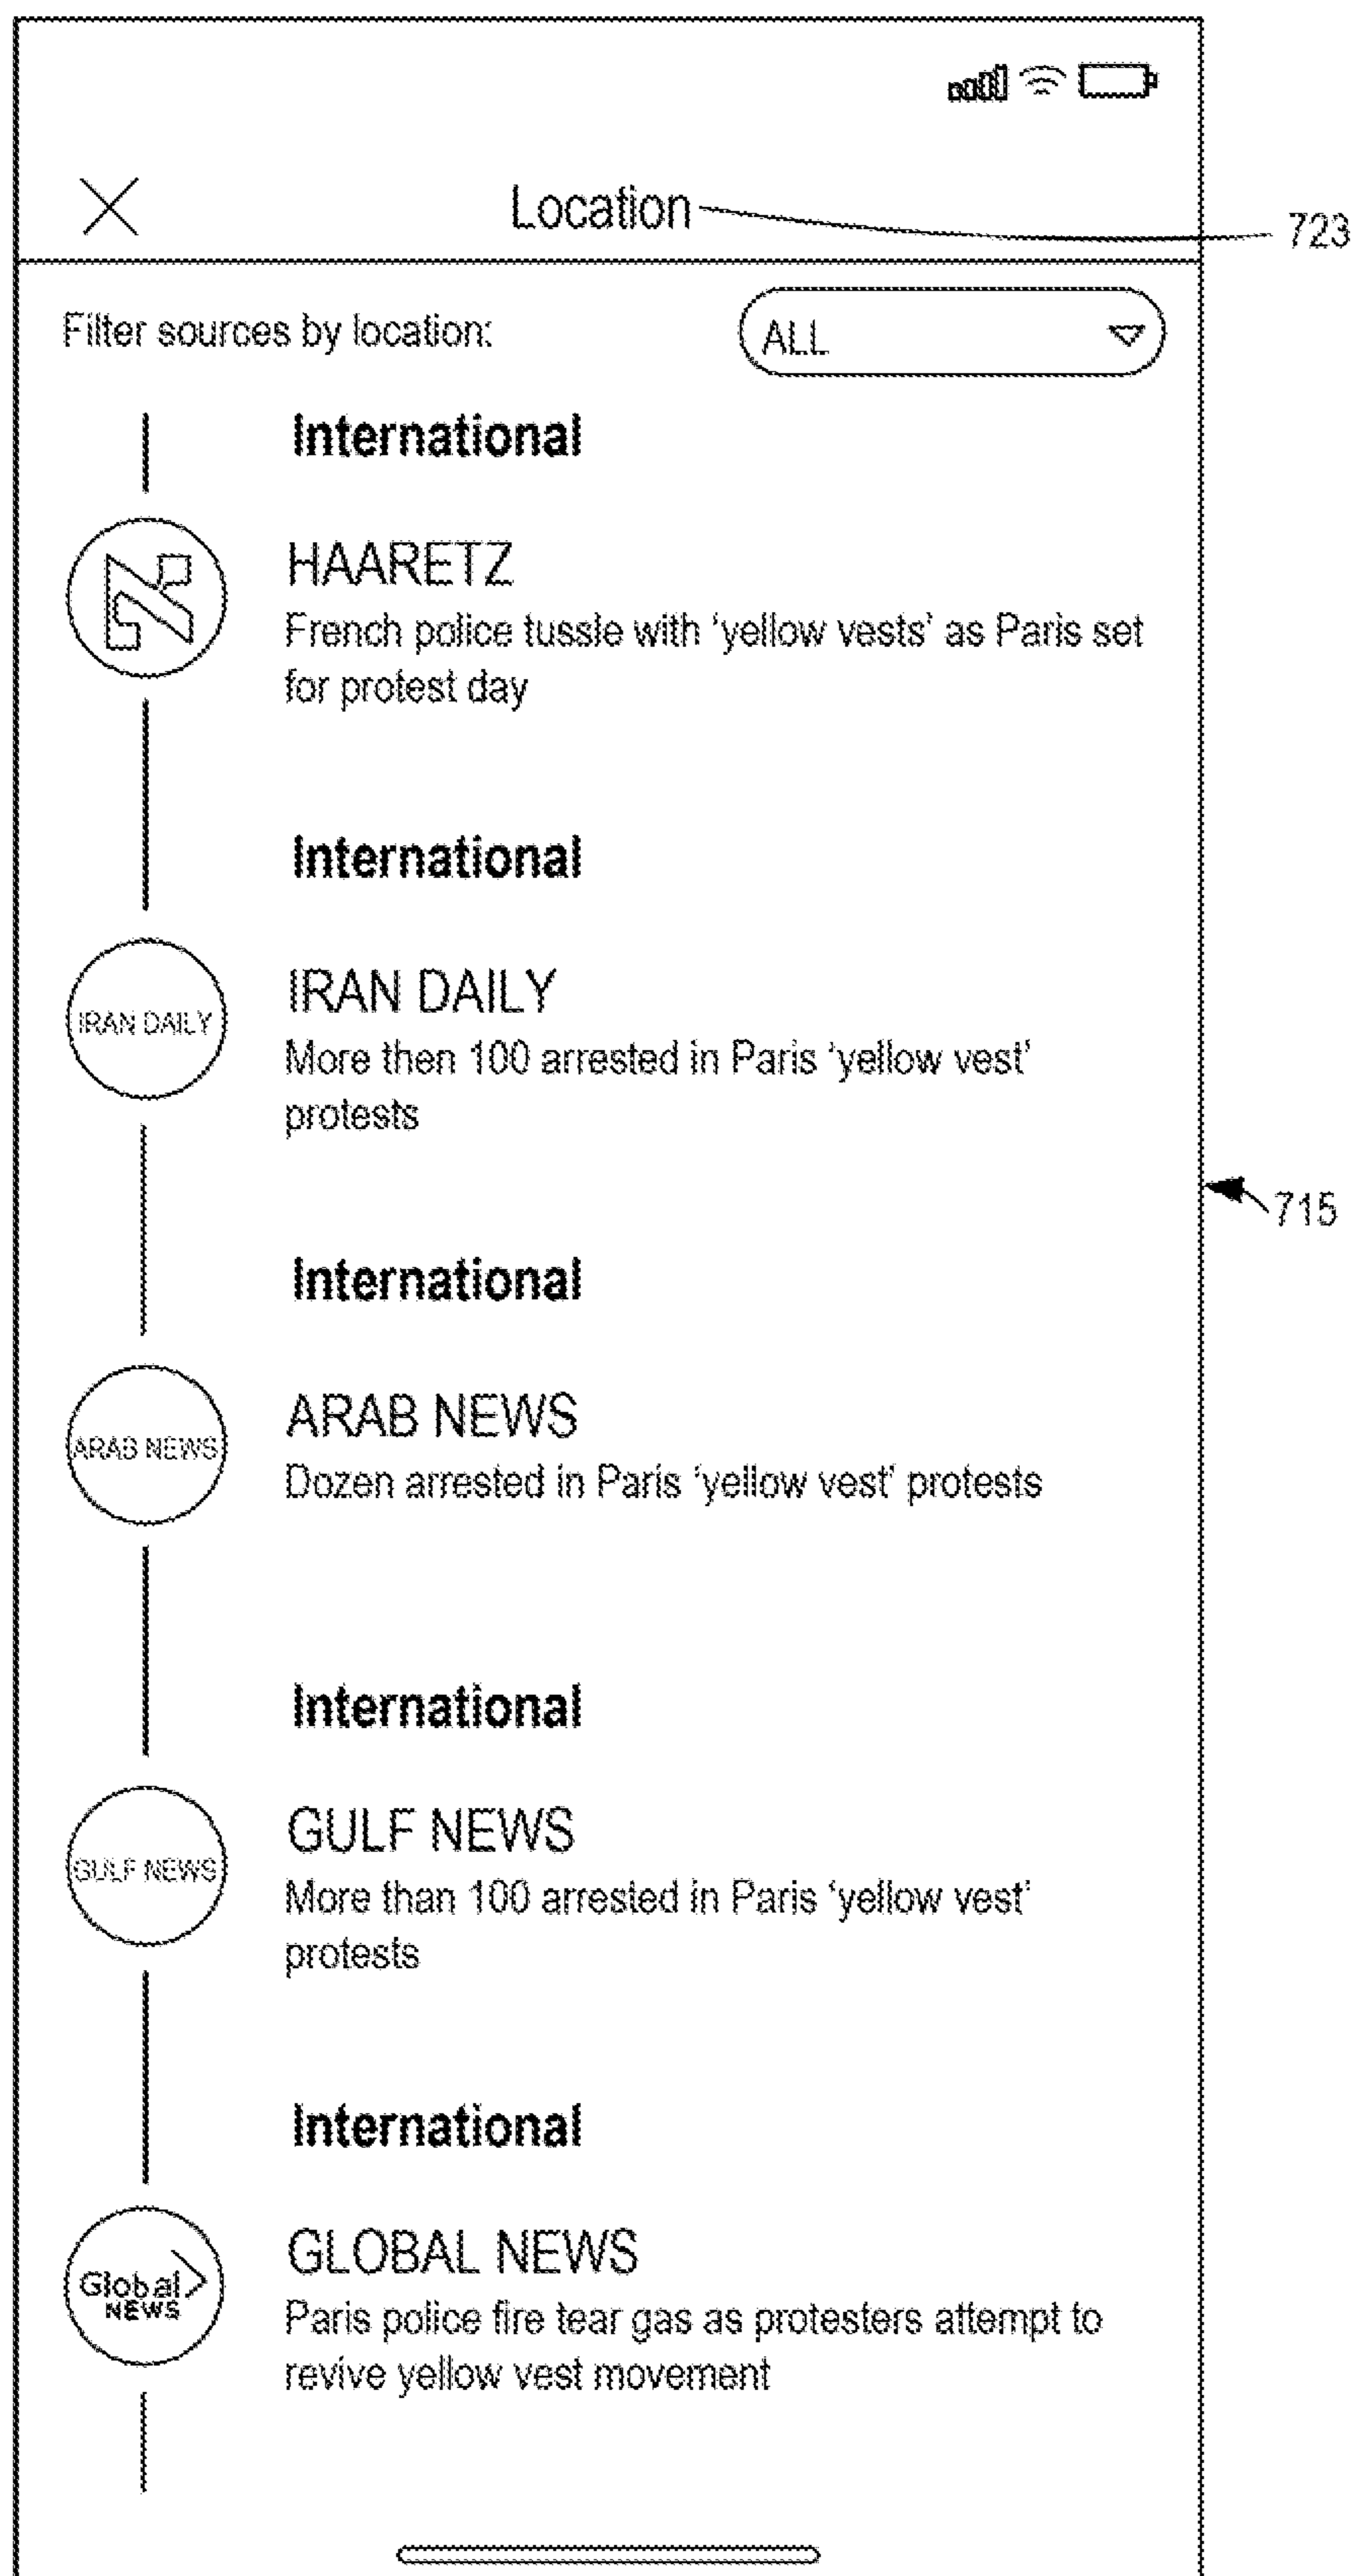 Location
723
Filter sources by location:
ALL
International
HAARETZ
French police tussle with ‘yellow vests’ as Paris set
for protest day
International
IRAN DAILY
IRAN DAILY
More then 100 arrested in Paris ‘yellow vest’
protests
715
International
ARAB NEWS
ARAB NEWS
Dozen arrested in Paris ‘yellow vest’ protests
International
GULF NEWS
GULF NEWS
More than 100 arrested in Paris ‘yellow vest’
protests
International
Global
NEWS
GLOBAL NEWS
Paris police fire tear gas as protesters attempt to
revive yellow vest movement